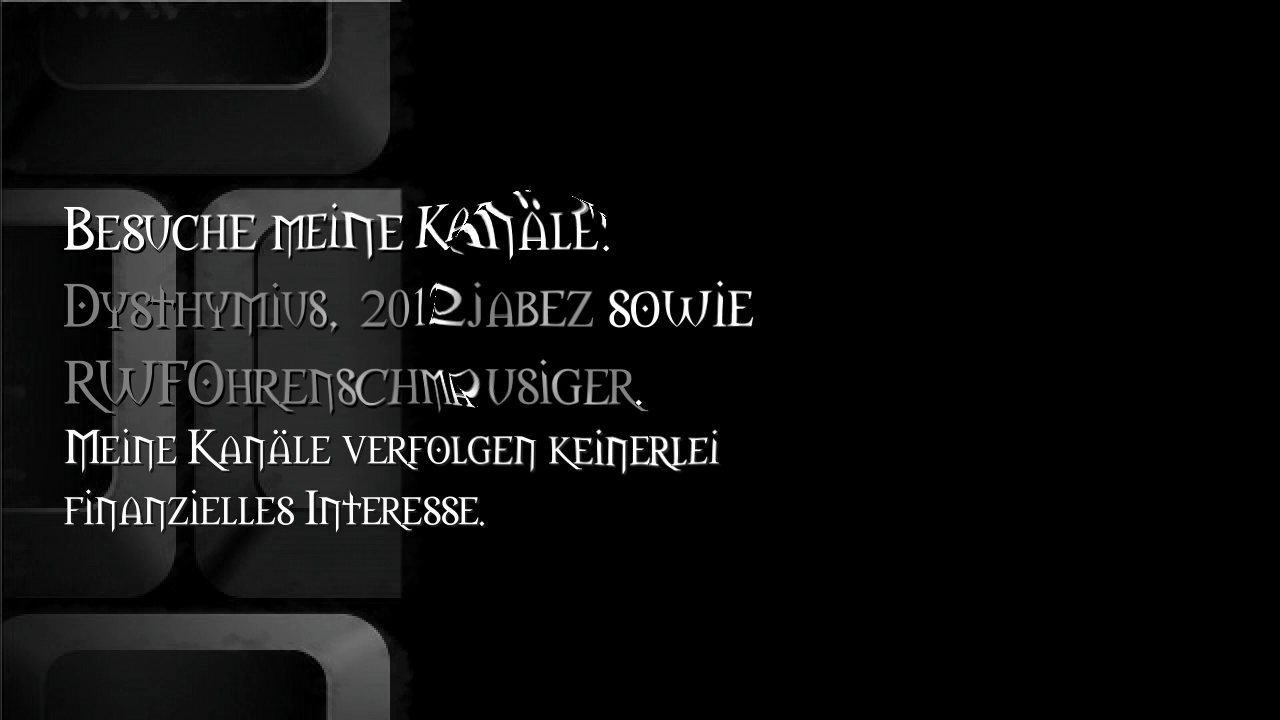 Besuche meine Kanäle!
Dysthymius, 2012jabez sowie
RWFOhrenschmausiger.
Meine Kanäle verfolgen keinerlei
finanzielles Interesse.